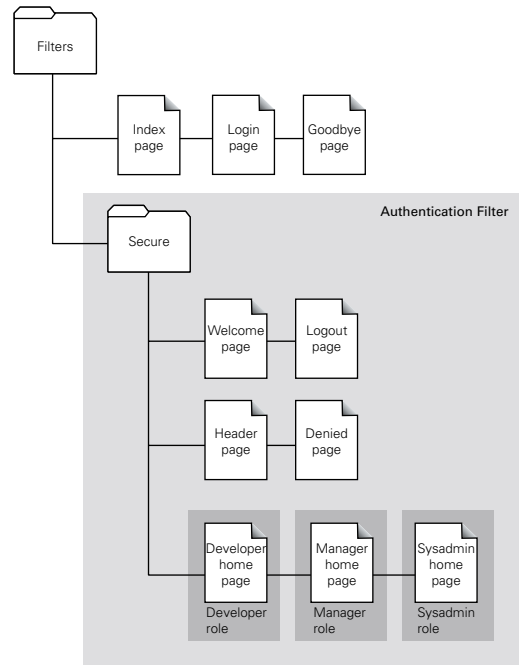 Filters
Index
page
Login
page
Goodbye
page
Authentication Filter
Secure
Welcome
page
Logout
page
Header
page
Denied
page
Developer
home
page
Manager
home
page
Sysadmin
home
page
Developer
role
Manager
role
Sysadmin
role